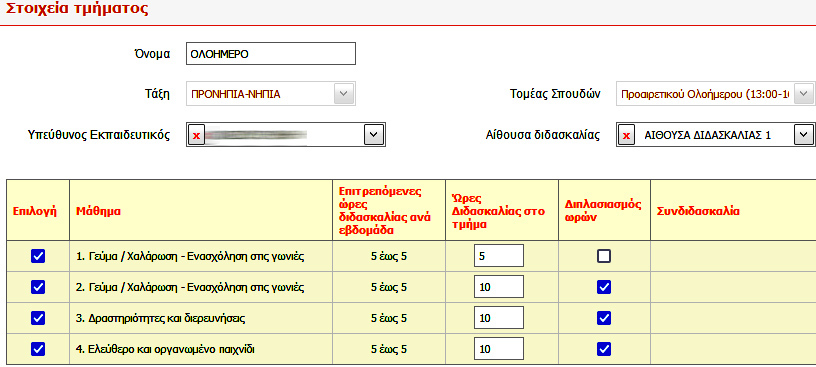 Στοιχεία τμήματος
Όνομα ΟΛΟΗΜΕΡΟ
Τάξη ΠΡΟΝΗΠΙΑ-ΝΗΠΙΑ Τομέας Σπουδών Προαιρετικού Ολοήμερου (13:00-16
Υπεύθυνος Εκπαιδευτικός x Αίθουσα διδασκαλίας x ΑΙΘΟΥΣΑ ΔΙΔΑΣΚΑΛΙΑΣ 1
Επιλογή Μάθημα Επιτρεπόμενες ώρες διδασκαλίας ανά εβδομάδα Ώρες Διδασκαλίας στο τμήμα Διπλασιασμός ωρών Συνδιδασκαλία
1. Γεύμα / Χαλάρωση - Ενασχόληση στις γωνιές 5 έως 5 5
2. Γεύμα / Χαλάρωση - Ενασχόληση στις γωνιές 5 έως 5 10
3. Δραστηριότητες και διερευνήσεις 5 έως 5 10
4. Ελεύθερο και οργανωμένο παιχνίδι 5 έως 5 10